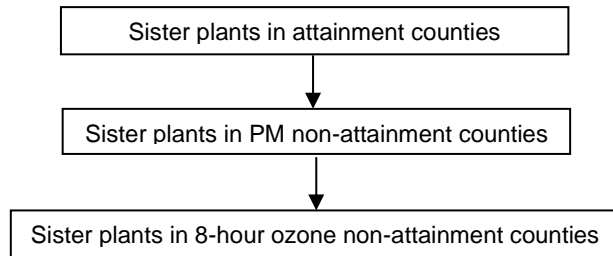 Sister plants in attainment counties
Sister plants in PM non-attainment counties
Sister plants in 8-hour ozone non-attainment counties